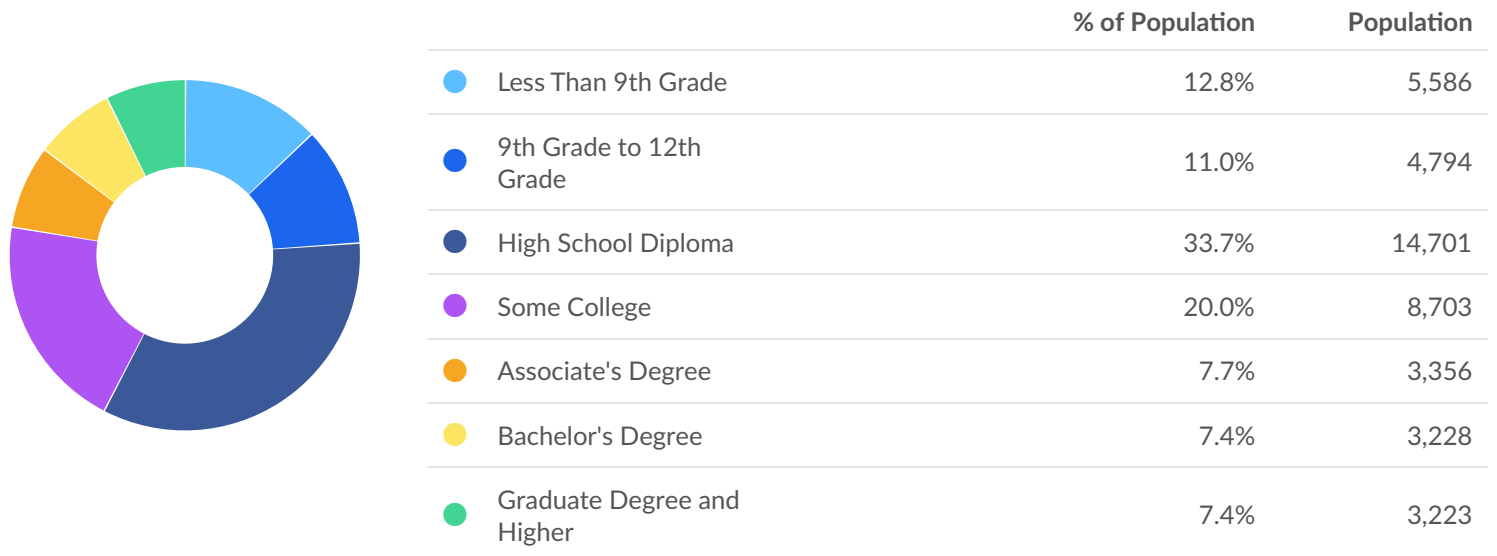 % of Population Population
Less Than 9th Grade 12.8% 5,586
9th Grade to 12th
Grade 11.0% 4,794
High School Diploma 33.7% 14,701
Some College 20.0% 8,703
Associate's Degree 7.7% 3,356
Bachelor's Degree 7.4% 3,228
Graduate Degree and
Higher 7.4% 3,223